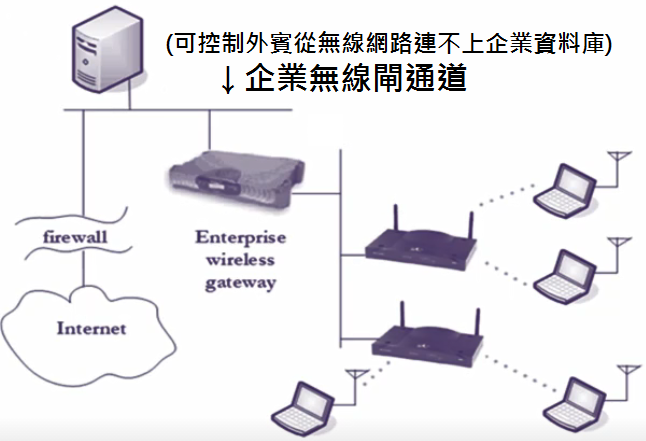 (可控制外賓從無線網路連不上企業資料庫)
↓企業無線閘通道
firewall
Enterprise
wireless
gateway
Internet